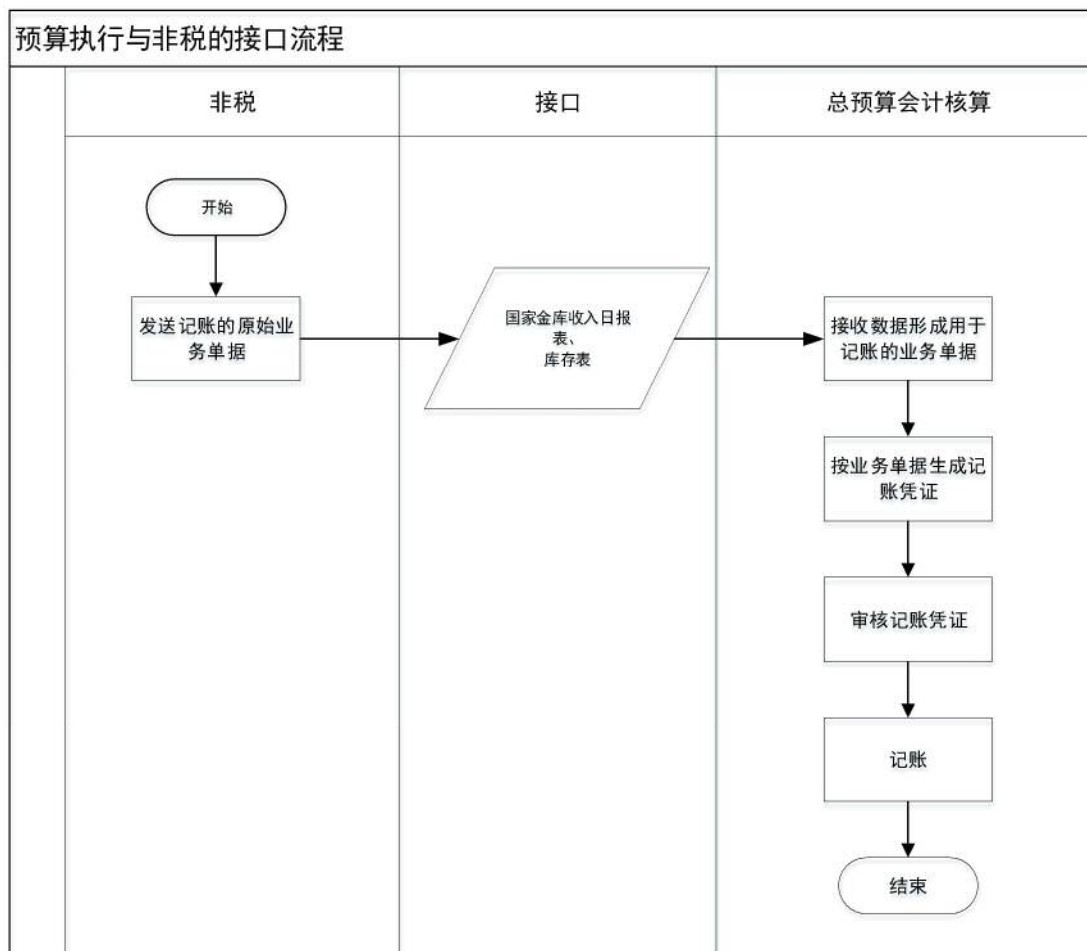 预算执行与非税的接口流程
非税
接口
总预算会计核算
开始
发送记账的原始业
务单据
国家金库收入日报
表、
库存表
接收数据形成用于
记账的业务单据
按业务单据生成记
账凭证
审核记账凭证
记账
结束